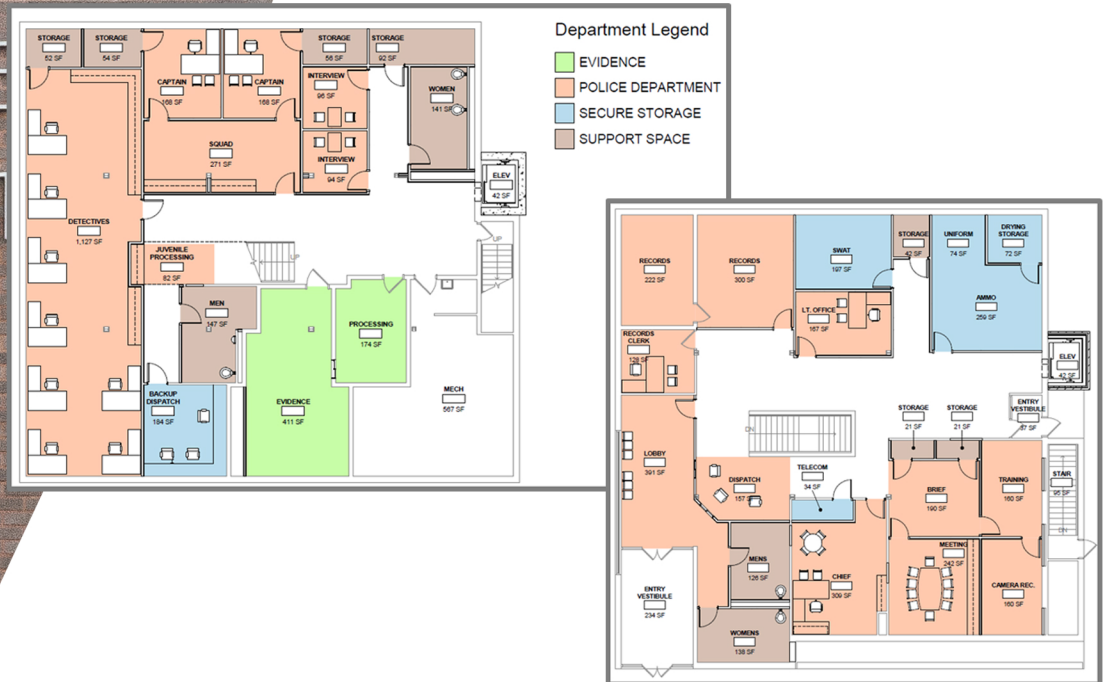 STORAGE
52 SF
STORAGE
54 SF
CAPTAIN
168 SF
CAPTAIN
168 SF
STORAGE
56 SF
STORAGE
92 SF
INTERVIEW
96 SF
WOMEN
141 SF
SQUAD
271 SF
INTERVIEW
94 SF
ELEV
42 SF
DETECTIVES
1,127 SF
UP
UP
JUVENILE
PROCESSING
82 SF
MEN
147 SF
PROCESSING
174 SF
BACKUP
DISPATCH
184 SF
EVIDENCE
411 SF
MECH
567 SF
Department Legend
EVIDENCE
POLICE DEPARTMENT
SECURE STORAGE
SUPPORT SPACE
RECORDS
222 SF
RECORDS
300 SF
SWAT
197 SF
STORAGE
42 SF
UNIFORM
74 SF
DRYING
STORAGE
72 SF
LT. OFFICE
167 SF
AMMO
259 SF
RECORDS
CLERK
128 SF
ELEV
42 SF
STORAGE
21 SF
STORAGE
21 SF
ENTRY
VESTIBULE
37 SF
DN
LOBBY
391 SF
DISPATCH
157 SF
TELECOM
34 SF
BRIEF
190 SF
TRAINING
160 SF
STAIR
95 SF
DN
MENS
126 SF
CHIEF
309 SF
MEETING
242 SF
CAMERA REC.
160 SF
ENTRY
VESTIBULE
234 SF
WOMENS
138 SF